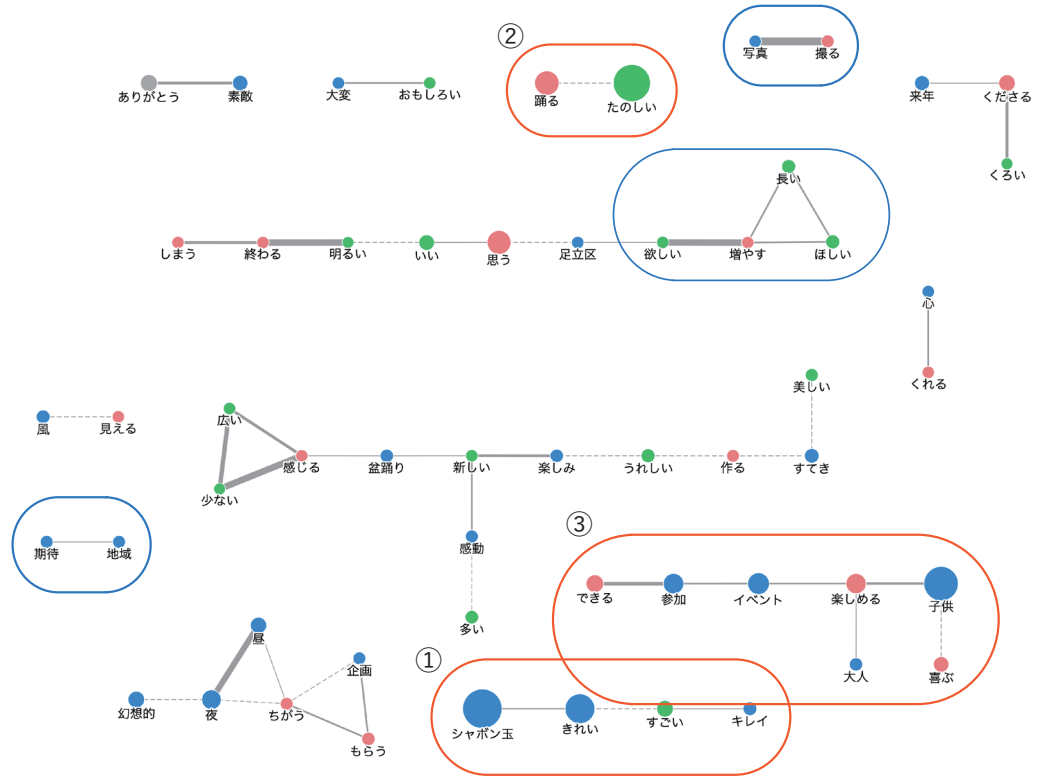 ②
写真
撮る
ありがとう
素敵
大変
おもしろい
踊る
たのしい
来年
くださる
くろい
長い
しまう
終わる
明るい
いい
思う
足立区
欲しい
増やす
ほしい
心
くれる
美しい
風
見える
広い
感じる
盆踊り
新しい
楽しみ
うれしい
作る
すてき
少ない
期待
地域
感動
③
できる
参加
イベント
楽しめる
子供
多い
昼
①
企画
大人
喜ぶ
幻想的
夜
ちがう
もらう
シャボン玉
きれい
すごい
キレイ